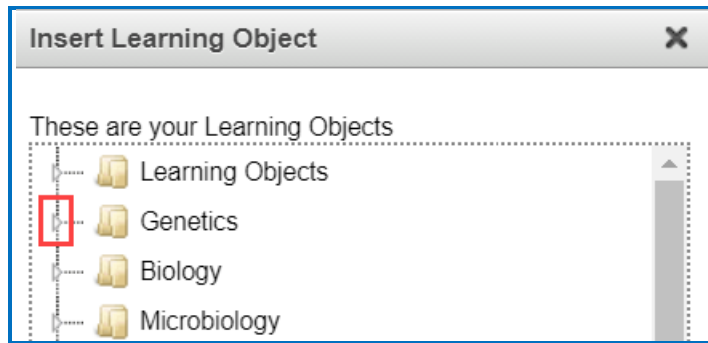 Insert Learning Object
These are your Learning Objects
Learning Objects
Genetics
Biology
Microbiology